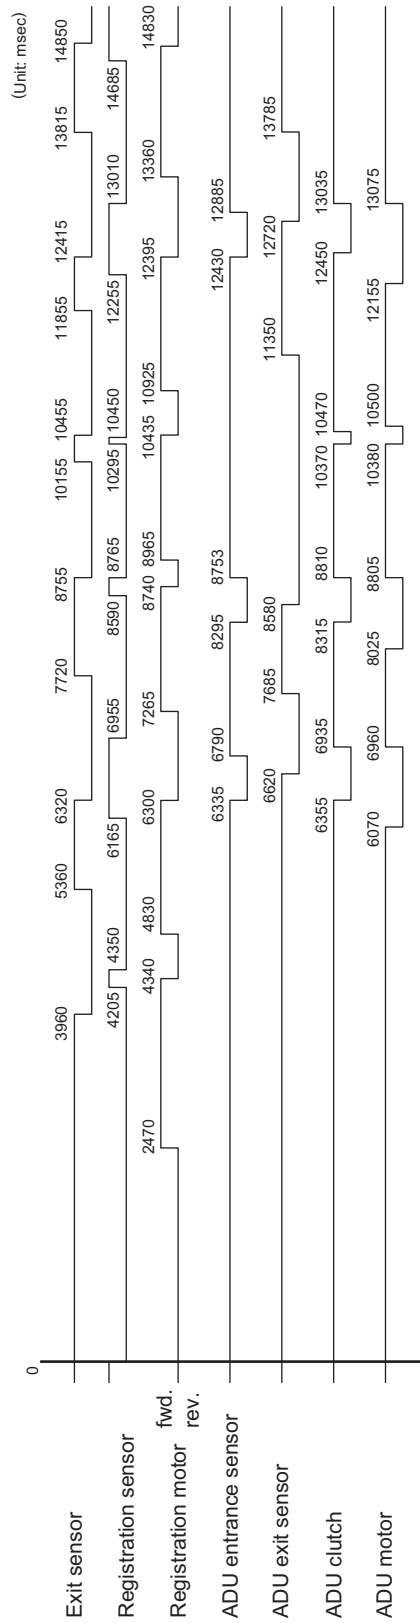 (Unit: msec)
0
Exit sensor 3960 5360 6320 7720 8755 10155 10455 11855 12415 13815 14850
Registration sensor 4205 4350 6165 6955 8590 8765 10295 10450 12255 13010 14685
Registration motor fwd. rev. 2470 4340 4830 6300 7265 8740 8965 10435 10925 12395 13360 14830
ADU entrance sensor 6335 6790 8295 8753 12430 12885
ADU exit sensor 6620 7685 8580 11350 12720 13785
ADU clutch 6355 6935 8315 8810 10370 10470 12450 13035
ADU motor 6070 6960 8025 8805 10380 10500 12155 13075